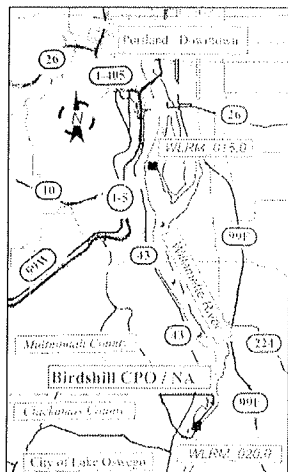 Portland Downtown
26
I-405
N
26
WLRM 015.0
10
I-5
99W
43
99E
Willamette River
43
224
Multnomah County
Birdshill CPO / NA
Clackamas County
99E
City of Lake Oswego
WLRM 020.0